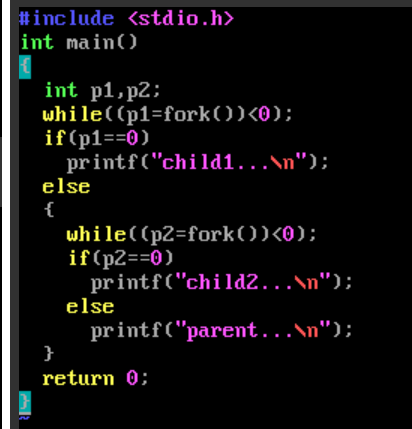 #include <stdio.h>
int main()
{
  int p1,p2;
  while((p1=fork())<0);
  if(p1==0)
    printf("child1...\n");
  else
  {
    while((p2=fork())<0);
    if(p2==0)
      printf("child2...\n");
    else
      printf("parent...\n");
  }
  return 0;
}
~